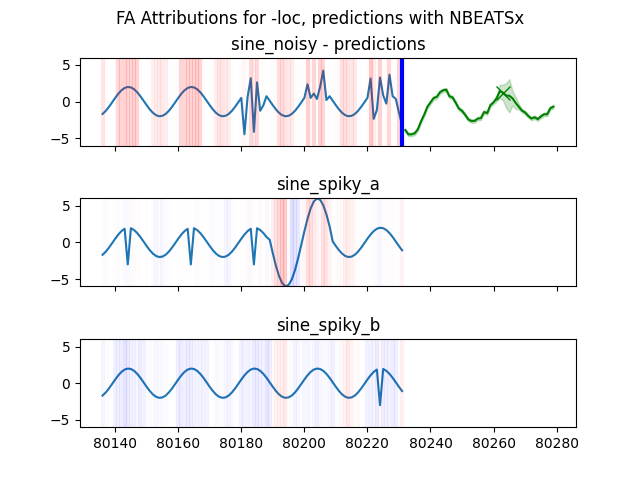 FA Attributions for -loc, predictions with NBEATSx
sine_noisy - predictions
5
0
−5
sine_spiky_a
5
0
−5
sine_spiky_b
5
0
−5
80140 80160 80180 80200 80220 80240 80260 80280